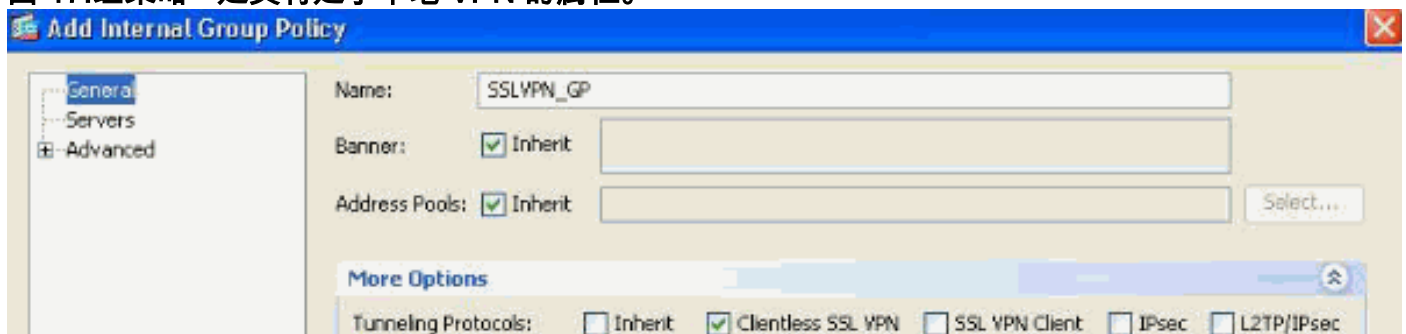 Add Internal Group Policy
General
Servers
Advanced
Name: SSLVPN_GP
Banner: Inherit
Address Pools: Inherit Select...
More Options
Tunneling Protocols: Inherit Clientless SSL VPN SSL VPN Client IPsec L2TP/IPsec